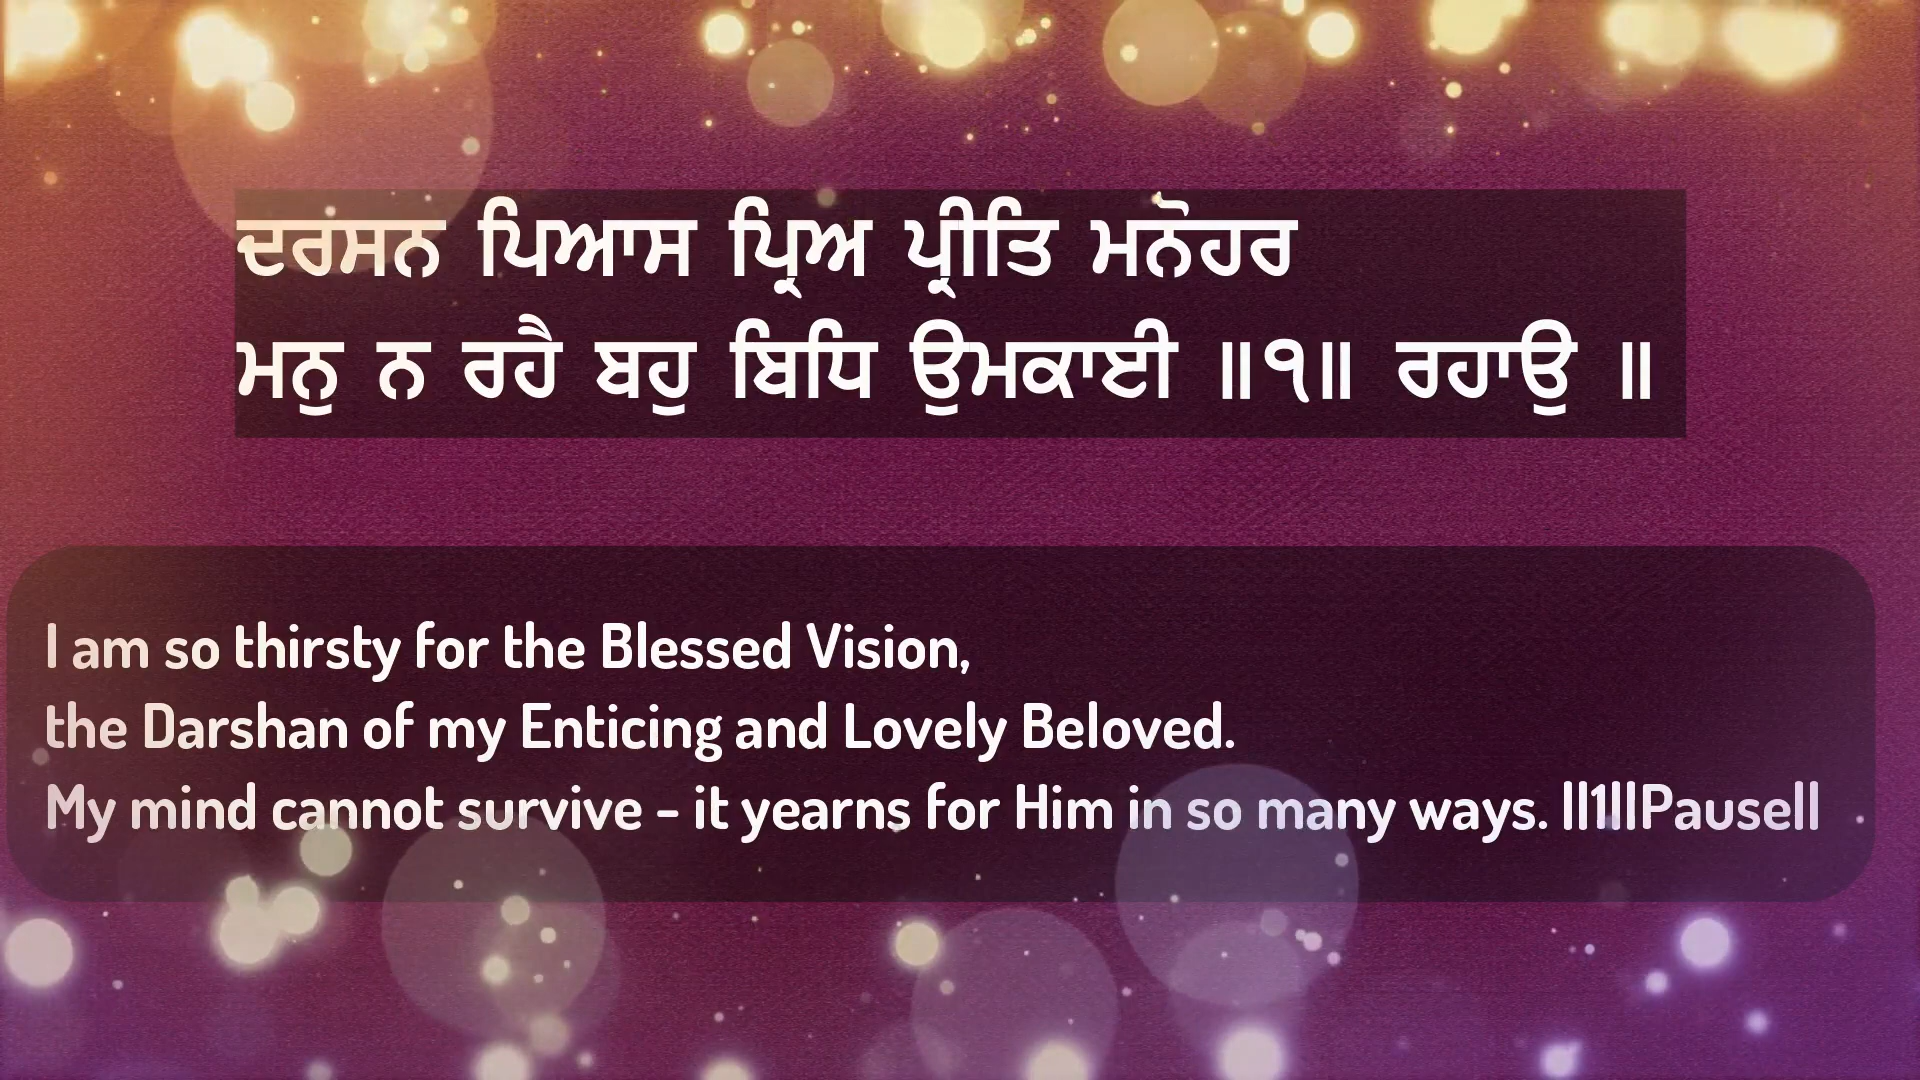 ਦਰਸਨ ਪਿਆਸ ਪ੍ਰਿਅ ਪ੍ਰੀਤਿ ਮਨੋਹਰ
ਮਨੁ ਨ ਰਹੈ ਬਹੁ ਬਿਧਿ ਉਮਕਾਈ ॥੧॥ ਰਹਾਉ ॥
I am so thirsty for the Blessed Vision,
the Darshan of my Enticing and Lovely Beloved.
My mind cannot survive - it yearns for Him in so many ways. ||1||Pause||